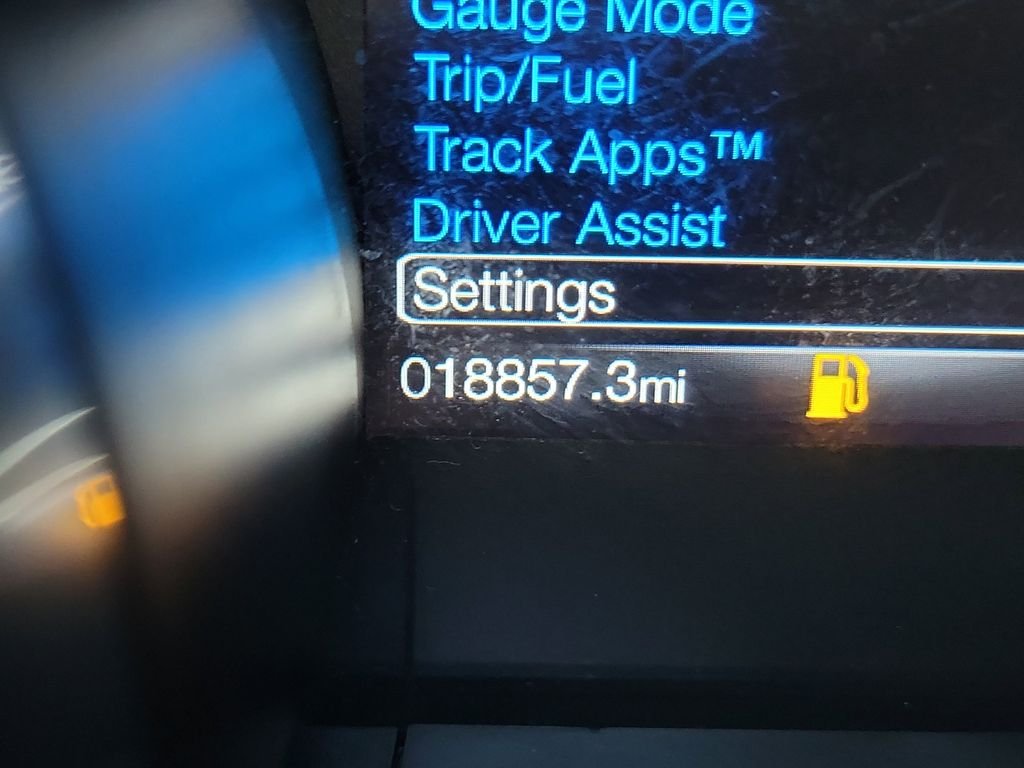 Gauge Mode
Trip/Fuel
Track Apps™
Driver Assist
Settings
018857.3mi